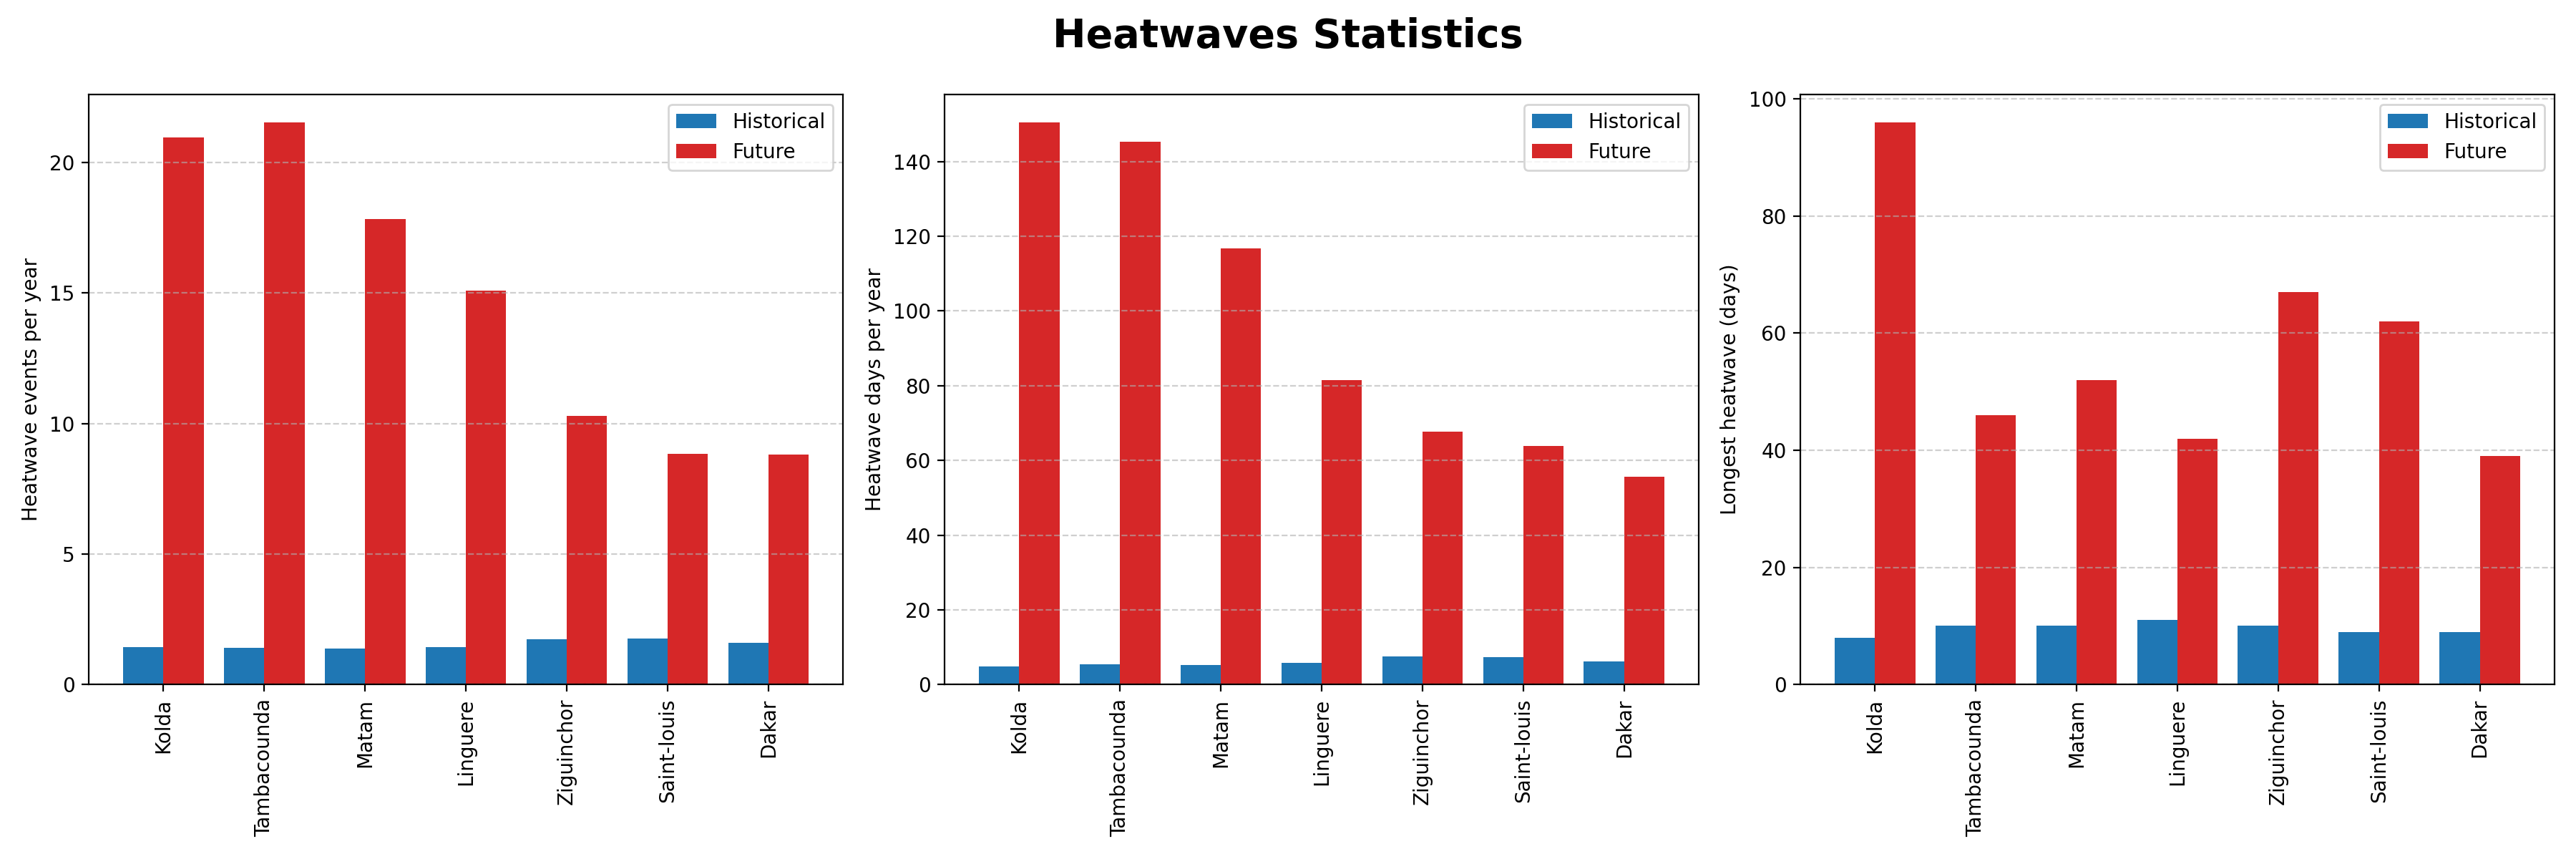 Heatwaves Statistics
Heatwave events per year
20
15
10
5
0
Historical
Future
Kolda
Tambacounda
Matam
Linguere
Ziguinchor
Saint-louis
Dakar
Heatwave days per year
140
120
100
80
60
40
20
0
Historical
Future
Kolda
Tambacounda
Matam
Linguere
Ziguinchor
Saint-louis
Dakar
Longest heatwave (days)
100
80
60
40
20
0
Historical
Future
Kolda
Tambacounda
Matam
Linguere
Ziguinchor
Saint-louis
Dakar